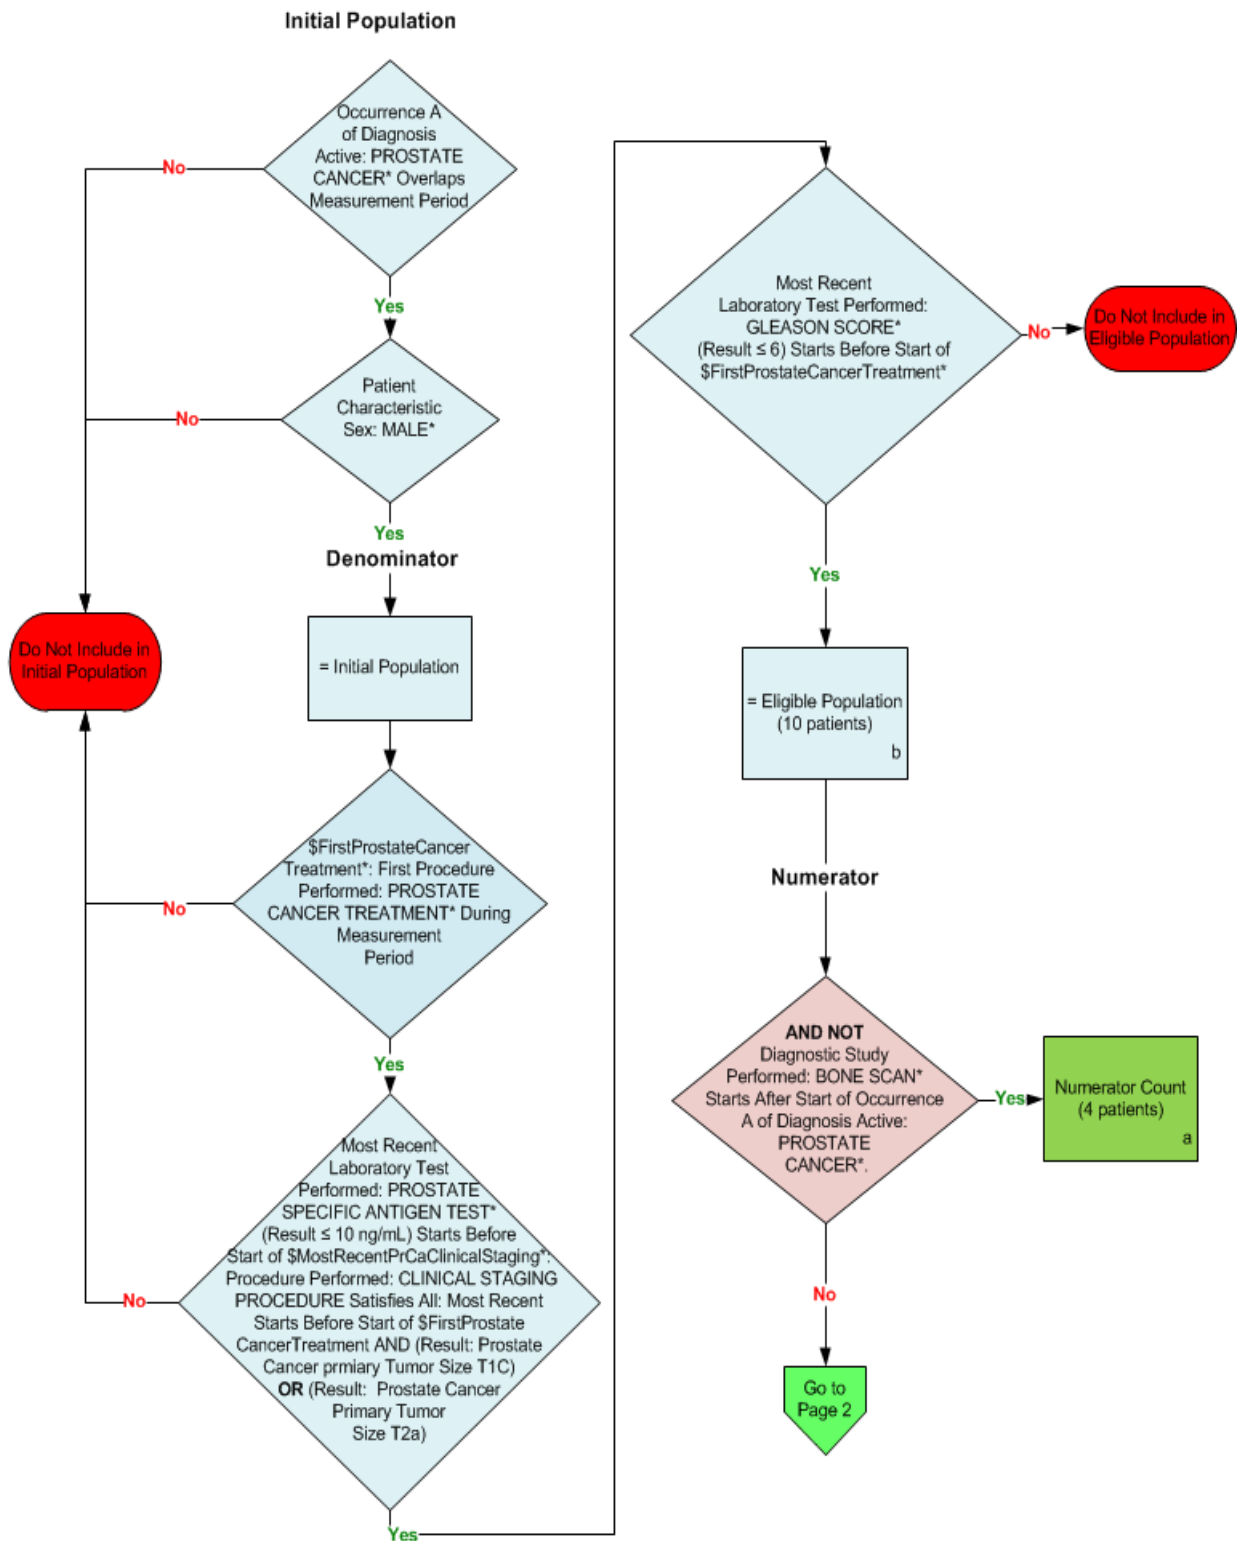 Initial Population
Occurrence A
of Diagnosis
Active: PROSTATE
CANCER* Overlaps
Measurement Period
No
Yes
Patient
Characteristic
Sex: MALE*
No
Yes
Denominator
= Initial Population
Do Not Include in
Initial Population
$FirstProstateCancer
Treatment*: First Procedure
Performed: PROSTATE
CANCER TREATMENT* During
Measurement
Period
No
Yes
Most Recent
Laboratory Test
Performed: PROSTATE
SPECIFIC ANTIGEN TEST*
(Result ≤ 10 ng/mL) Starts Before
Start of $MostRecentPrCaClinicalStaging*:
Procedure Performed: CLINICAL STAGING
PROCEDURE Satisfies All: Most Recent
Starts Before Start of $FirstProstate
CancerTreatment AND (Result: Prostate
Cancer prmiary Tumor Size T1C)
OR (Result: Prostate Cancer
Primary Tumor
Size T2a)
No
Yes
Most Recent
Laboratory Test Performed:
GLEASON SCORE*
(Result ≤ 6) Starts Before Start of
$FirstProstateCancerTreatment*
No
Do Not Include in
Eligible Population
Yes
= Eligible Population
(10 patients)
b
Numerator
AND NOT
Diagnostic Study
Performed: BONE SCAN*
Starts After Start of Occurrence
A of Diagnosis Active:
PROSTATE
CANCER*.
Yes
Numerator Count
(4 patients)
a
No
Go to
Page 2